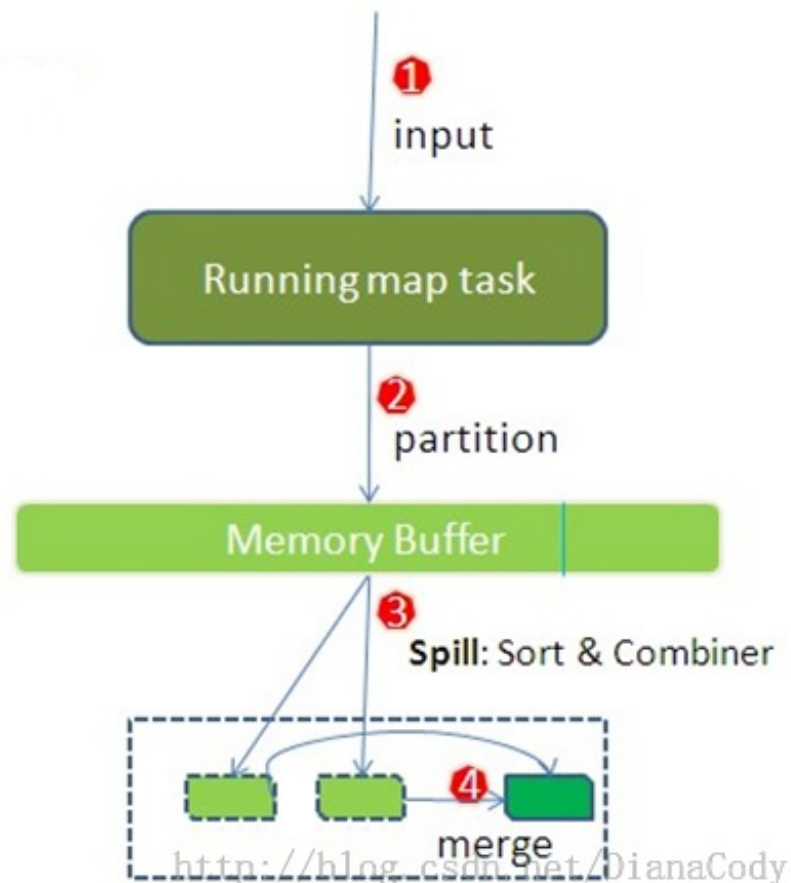 1
input
Running map task
2
partition
Memory Buffer
3
Spill: Sort & Combiner
4
merge
http://blog.csdn.net/DianaCody